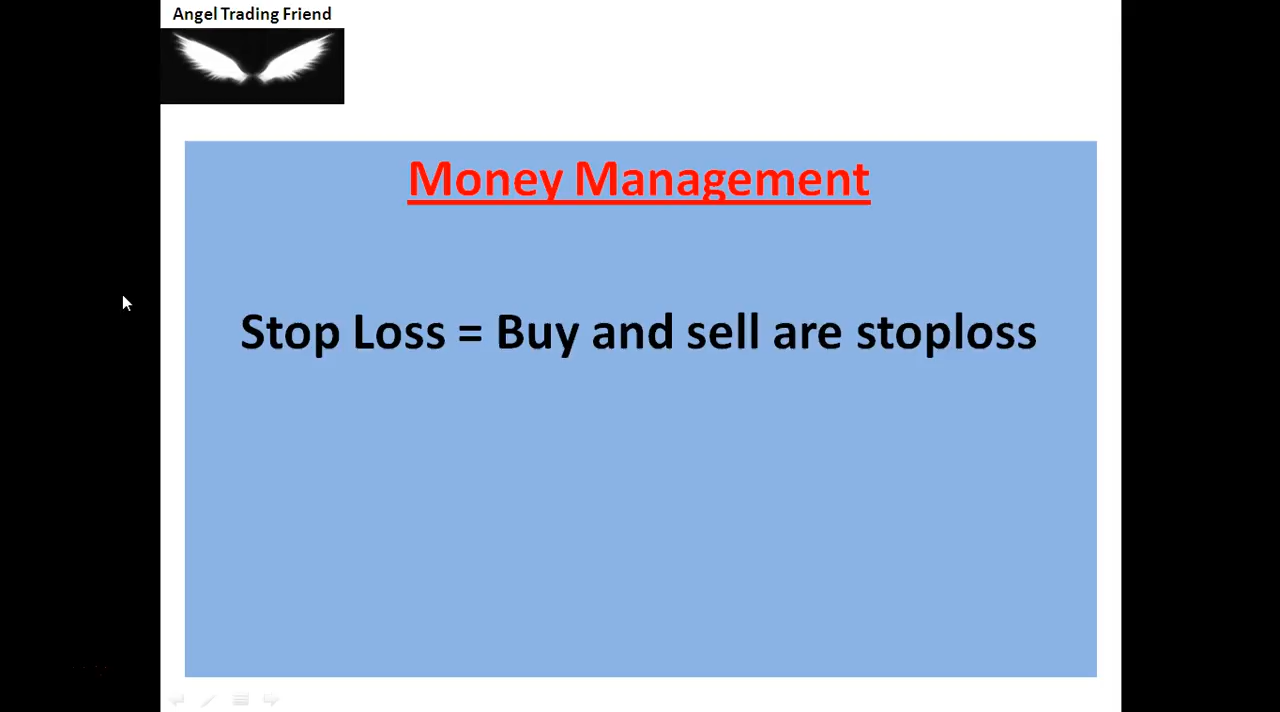 Angel Trading Friend
Money Management
Stop Loss = Buy and sell are stoploss